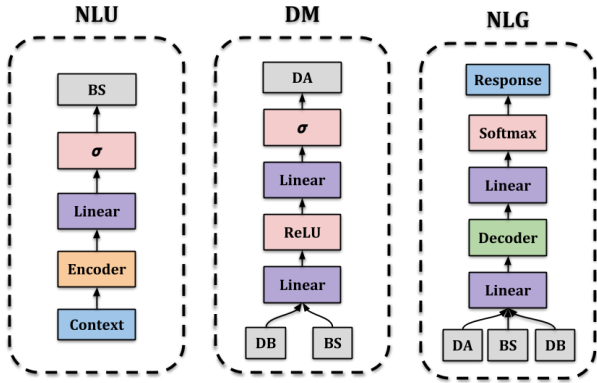 NLU
BS
σ
Linear
Encoder
Context
DM
DA
σ
Linear
ReLU
Linear
DB BS
NLG
Response
Softmax
Linear
Decoder
Linear
DA BS DB